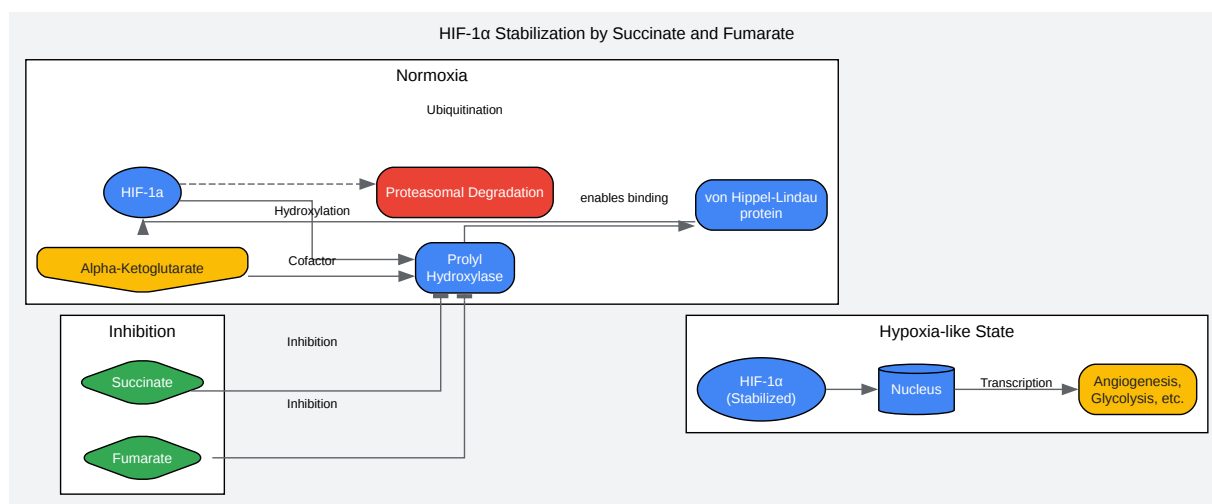 HIF-1α Stabilization by Succinate and Fumarate
Normoxia
Ubiquitination
HIF-1a
Proteasomal Degradation
enables binding
von Hippel-Lindau
protein
Hydroxylation
Alpha-Ketoglutarate
Cofactor
Prolyl
Hydroxylase
Inhibition
Inhibition
Succinate
Inhibition
Fumarate
Hypoxia-like State
HIF-1α
(Stabilized)
Nucleus
Transcription
Angiogenesis,
Glycolysis, etc.